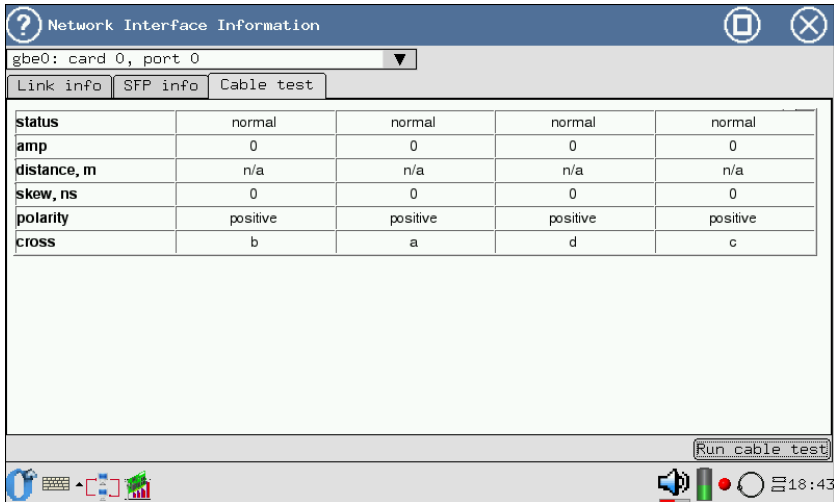 Network Interface Information
gbe0: card 0, port 0
Link info SFP info Cable test
status normal normal normal normal
amp 0 0 0 0
distance, m n/a n/a n/a n/a
skew, ns 0 0 0 0
polarity positive positive positive positive
cross b a d c
Run cable test
18:43